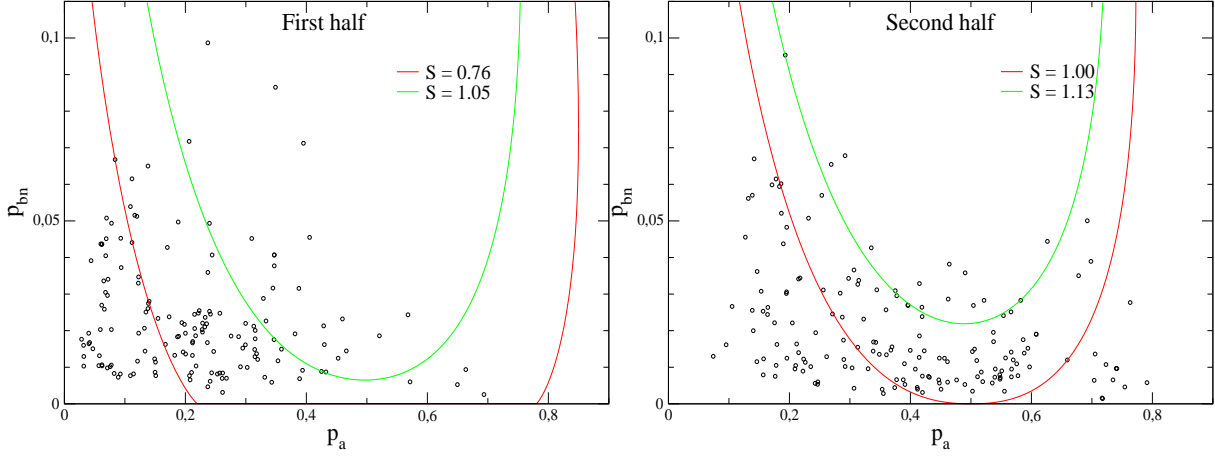 First half
0,1
S = 0.76
S = 1.05
p_bn
0,05
0
0 0,2 0,4 0,6 0,8
p_a
Second half
0,1
S = 1.00
S = 1.13
p_bn
0,05
0
0 0,2 0,4 0,6 0,8
p_a